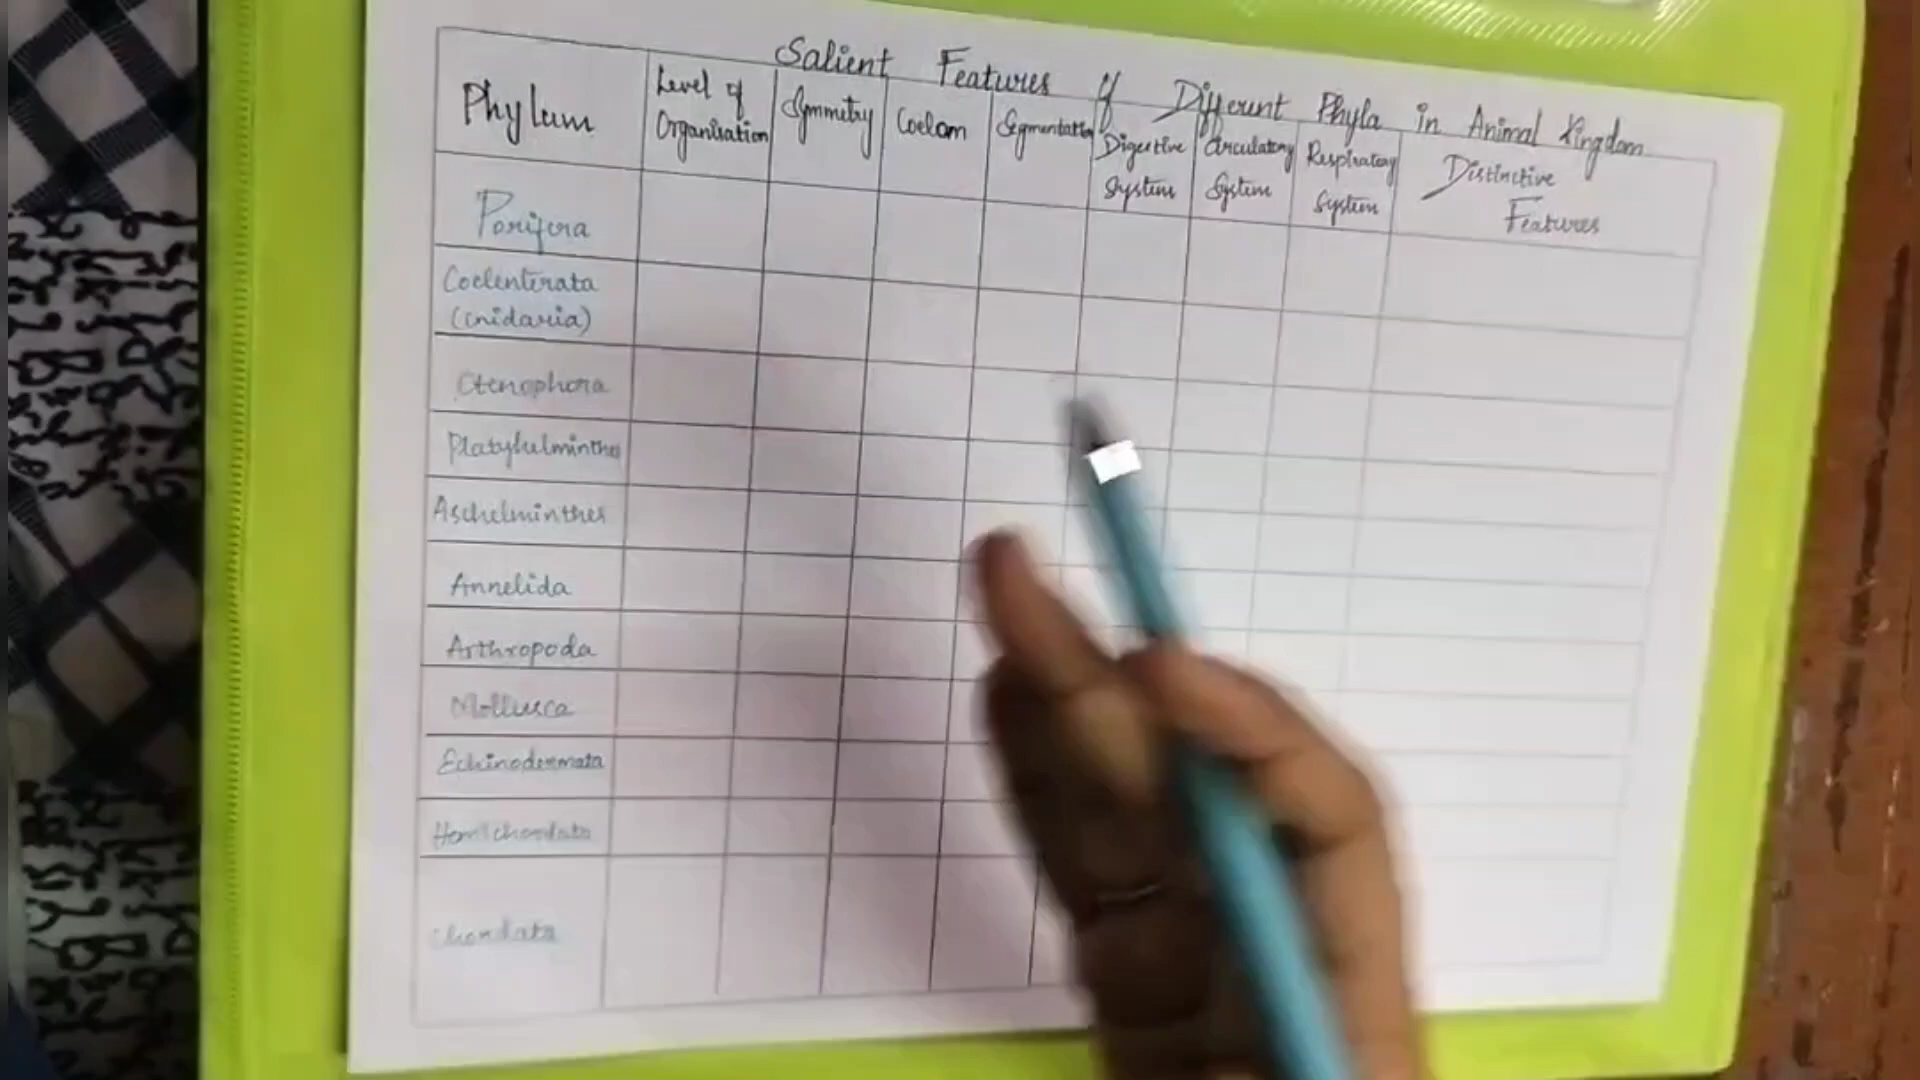 Salient Features of Different Phyla in Animal Kingdom
Phylum
Level of
Organisation
Symmetry
Coelom
Segmentation
Digestive
System
Circulatory
System
Respiratory
System
Distinctive
Features
Porifera
Coelenterata
(Cnidaria)
Ctenophora
Platyhelminthes
Aschelminthes
Annelida
Arthropoda
Mollusca
Echinodermata
Hemichordata
Chordata